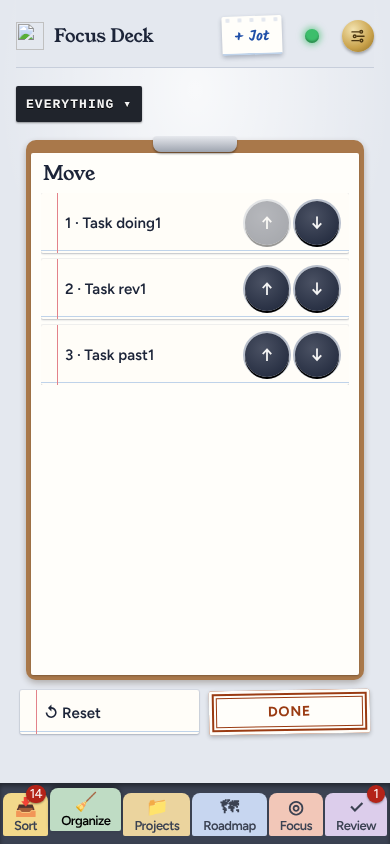 Focus Deck
+ Jot
EVERYTHING ▾
Move
1 · Task doing1
↑ ↓
2 · Task rev1
↑ ↓
3 · Task past1
↑ ↓
↺ Reset
DONE
14
Sort
Organize
Projects
Roadmap
Focus
1
Review